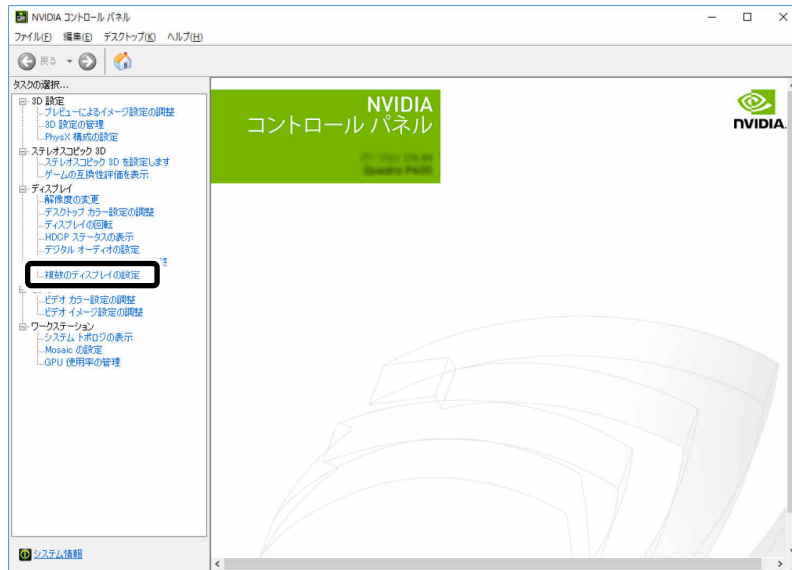 NVIDIA コントロール パネル
ファイル(F) 編集(E) デスクトップ(K) ヘルプ(H)
戻る
タスクの選択...
3D 設定
プレビューによるイメージ設定の調整
3D 設定の管理
PhysX 構成の設定
ステレオスコピック 3D
ステレオスコピック 3D を設定します
ゲームの互換性評価を表示
ディスプレイ
解像度の変更
デスクトップ カラー設定の調整
ディスプレイの回転
HDCP ステータスの表示
デジタル オーディオの設定
複数のディスプレイの設定
ビデオ カラー設定の調整
ビデオ イメージ設定の調整
ワークステーション
システム トポロジの表示
Mosaic の設定
GPU 使用率の管理
システム情報
NVIDIA
コントロール パネル
NVIDIA.